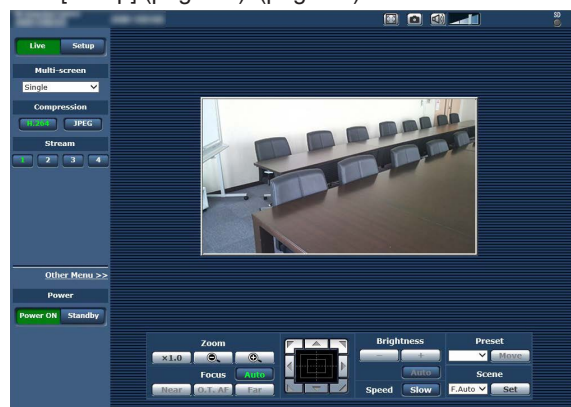 SD
Live Setup
Multi-screen
Single
Compression
H.264 JPEG
Stream
1 2 3 4
Other Menu >>
Power
Power ON Standby
Zoom
×1.0
Focus Auto
Near O.T. AF Far
Brightness
− +
Auto
Speed Slow
Preset
Move
Scene
F.Auto Set